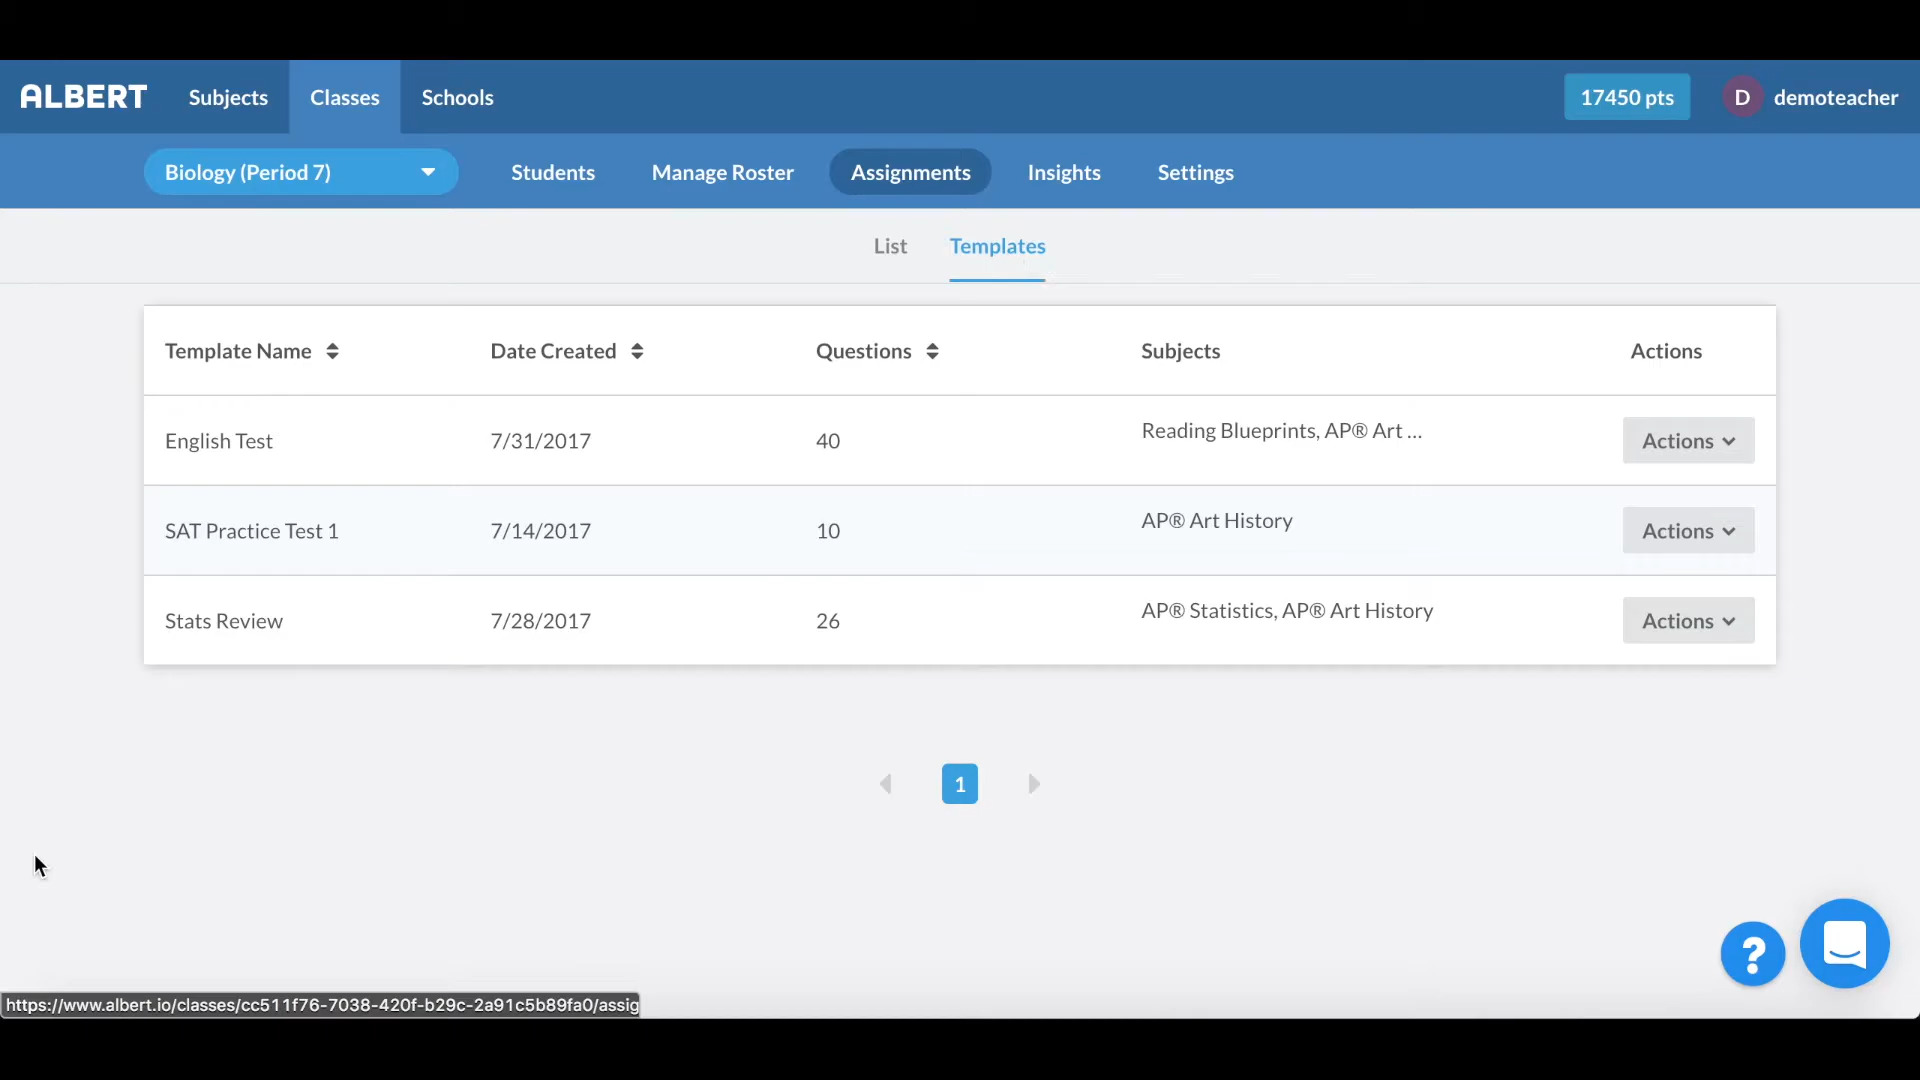 ALBERT Subjects Classes Schools 17450 pts D demoteacher
Biology (Period 7) Students Manage Roster Assignments Insights Settings
List Templates
Template Name Date Created Questions Subjects Actions
English Test 7/31/2017 40 Reading Blueprints, AP® Art ... Actions
SAT Practice Test 1 7/14/2017 10 AP® Art History Actions
Stats Review 7/28/2017 26 AP® Statistics, AP® Art History Actions
1
?
https://www.albert.io/classes/cc511f76-7038-420f-b29c-2a91c5b89fa0/assig